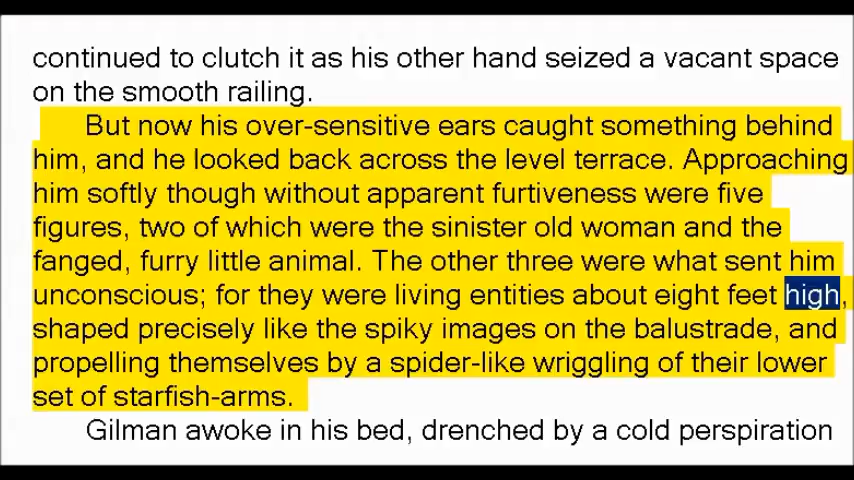 continued to clutch it as his other hand seized a vacant space
on the smooth railing.
But now his over-sensitive ears caught something behind
him, and he looked back across the level terrace. Approaching
him softly though without apparent furtiveness were five
figures, two of which were the sinister old woman and the
fanged, furry little animal. The other three were what sent him
unconscious; for they were living entities about eight feet high,
shaped precisely like the spiky images on the balustrade, and
propelling themselves by a spider-like wriggling of their lower
set of starfish-arms.
Gilman awoke in his bed, drenched by a cold perspiration